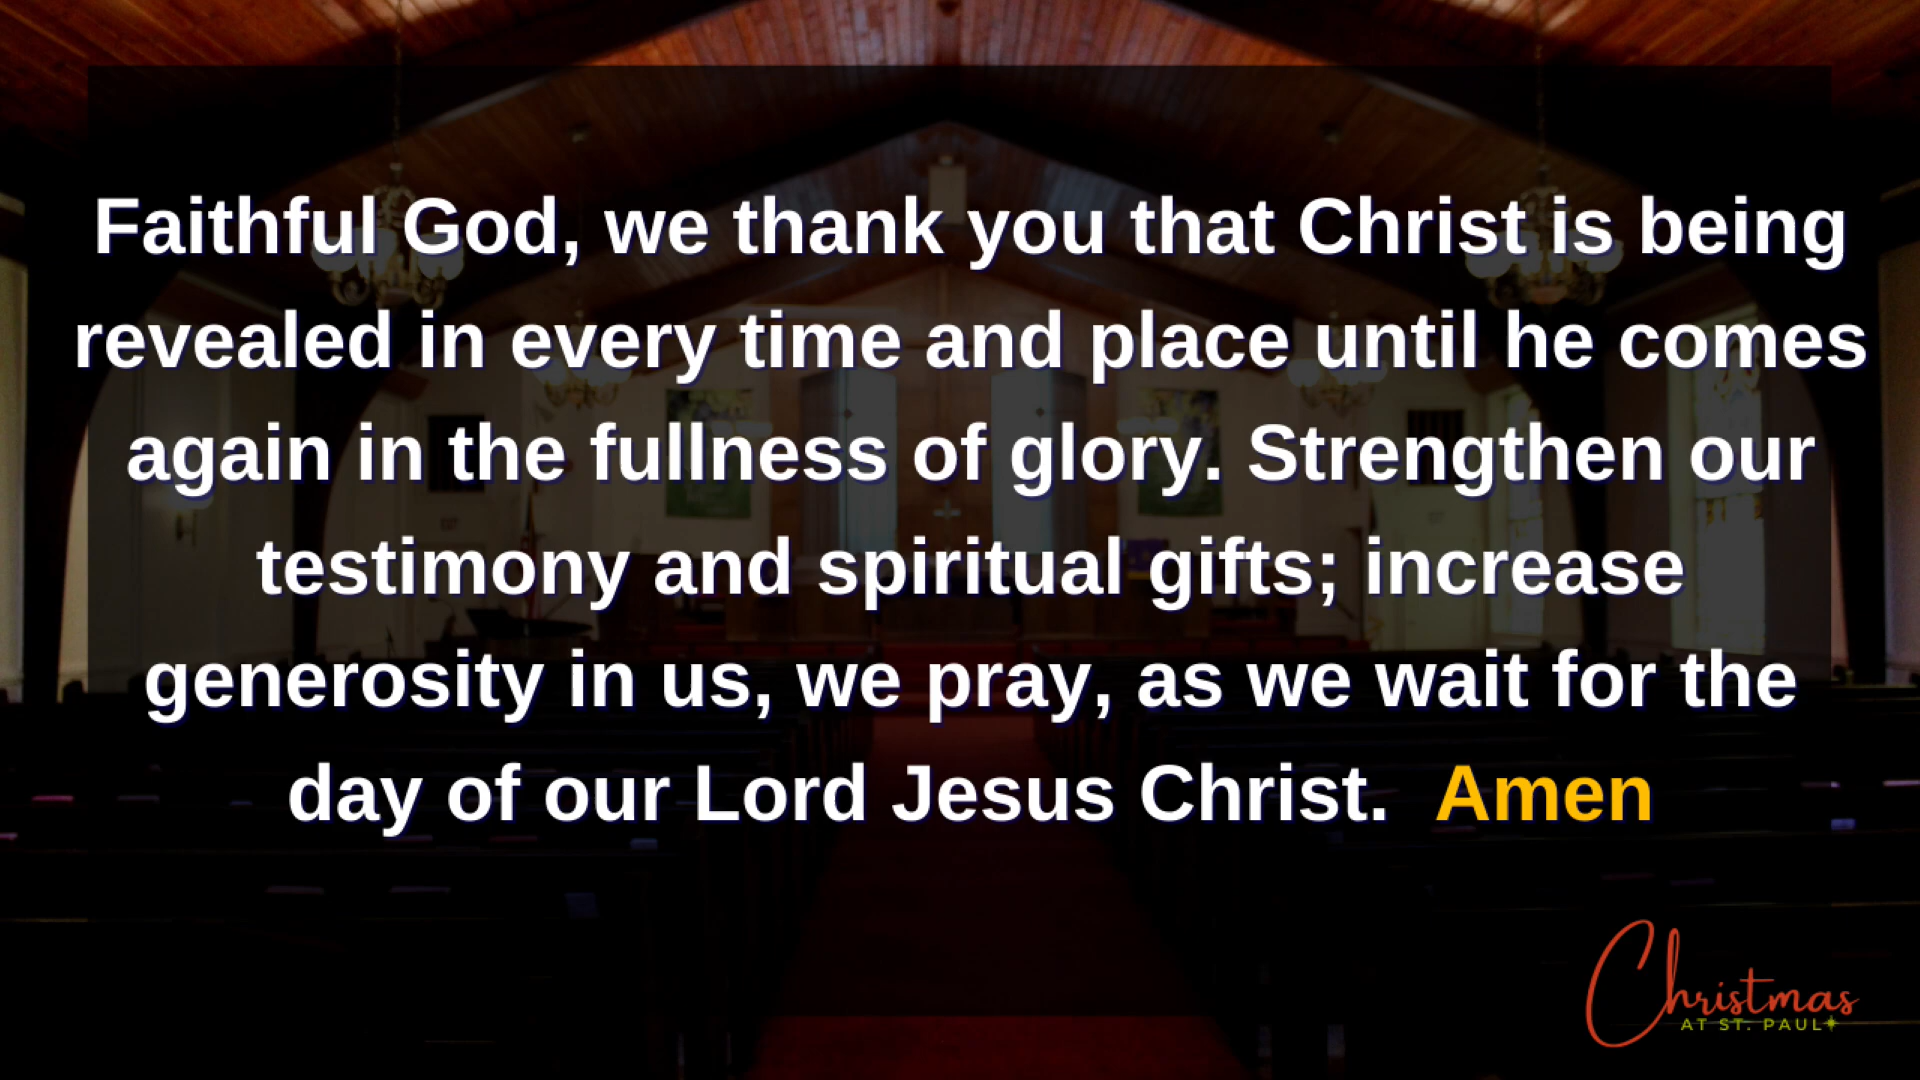 Faithful God, we thank you that Christ is being
revealed in every time and place until he comes
again in the fullness of glory. Strengthen our
testimony and spiritual gifts; increase
generosity in us, we pray, as we wait for the
day of our Lord Jesus Christ.  Amen
Christmas
AT ST. PAUL